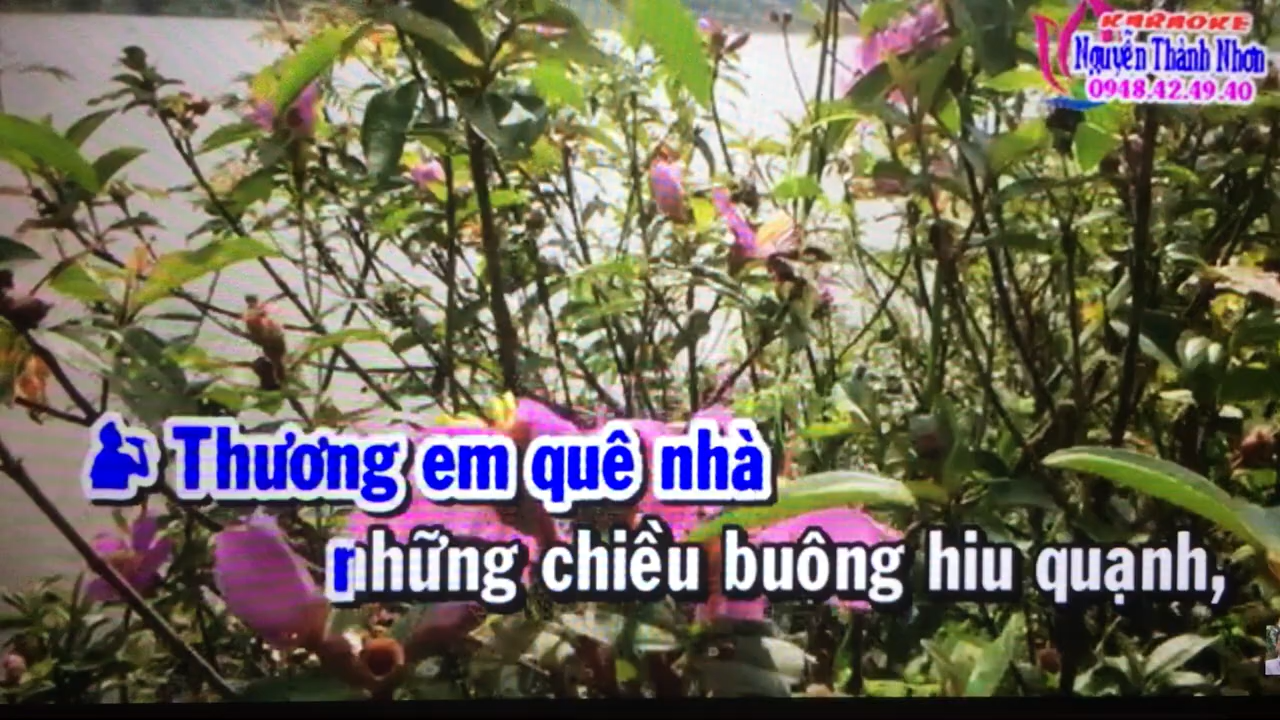 KARAOKE
Nguyễn Thành Nhơn
0948.42.49.40
Thương em quê nhà
những chiều buông hiu quạnh,